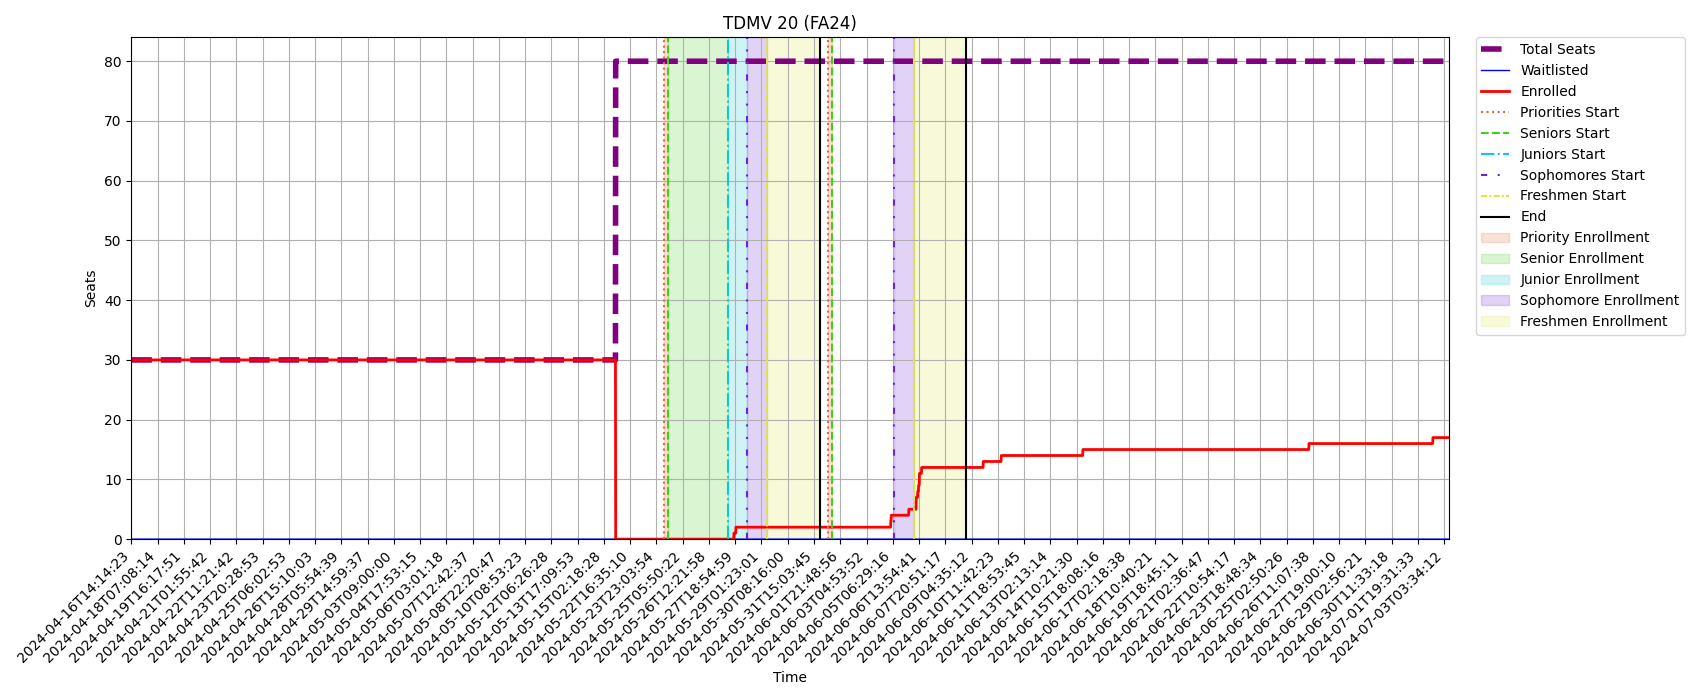 TDMV 20 (FA24)
80
70
60
50
40
30
20
10
0
Seats
2024-04-16T14:14:23
2024-04-18T07:08:14
2024-04-19T16:17:51
2024-04-21T01:55:42
2024-04-22T11:21:42
2024-04-23T20:28:53
2024-04-25T06:02:53
2024-04-26T15:10:03
2024-04-28T05:54:39
2024-04-29T14:59:37
2024-05-03T09:00:00
2024-05-04T17:53:15
2024-05-06T03:01:18
2024-05-07T12:42:37
2024-05-08T22:20:47
2024-05-10T08:53:23
2024-05-12T06:26:28
2024-05-13T17:09:53
2024-05-15T02:18:28
2024-05-22T16:35:10
2024-05-23T23:03:54
2024-05-25T05:50:22
2024-05-26T12:21:58
2024-05-27T18:54:59
2024-05-29T01:23:01
2024-05-30T08:16:00
2024-05-31T15:03:45
2024-06-01T21:48:56
2024-06-03T04:53:52
2024-06-05T06:29:16
2024-06-06T13:54:41
2024-06-07T20:51:17
2024-06-09T04:35:12
2024-06-10T11:42:23
2024-06-11T18:53:45
2024-06-13T02:13:14
2024-06-14T10:21:30
2024-06-15T18:08:16
2024-06-17T02:18:38
2024-06-18T10:40:21
2024-06-19T18:45:11
2024-06-21T02:36:47
2024-06-22T10:54:17
2024-06-23T18:48:34
2024-06-25T02:50:26
2024-06-26T11:07:38
2024-06-27T19:00:10
2024-06-29T02:56:21
2024-06-30T11:33:18
2024-07-01T19:31:33
2024-07-03T03:34:12
Time
Total Seats
Waitlisted
Enrolled
Priorities Start
Seniors Start
Juniors Start
Sophomores Start
Freshmen Start
End
Priority Enrollment
Senior Enrollment
Junior Enrollment
Sophomore Enrollment
Freshmen Enrollment